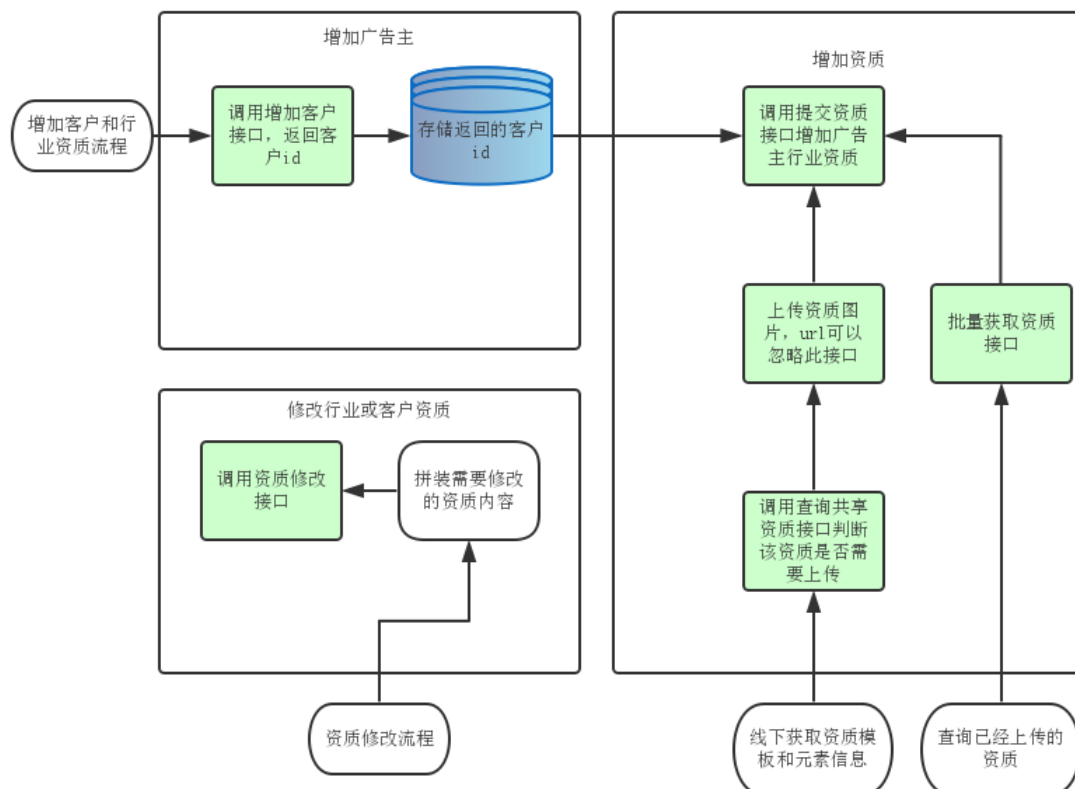 增加广告主
增加资质
增加客户和行
业资质流程
调用增加客户
接口，返回客
户id
存储返回的客户
id
调用提交资质
接口增加广告
主行业资质
上传资质图
片，url可以
忽略此接口
批量获取资质
接口
修改行业或客户资质
调用资质修改
接口
拼装需要修改
的资质内容
调用查询共享
资质接口判断
该资质是否需
要上传
资质修改流程
线下获取资质模
板和元素信息
查询已经上传的
资质